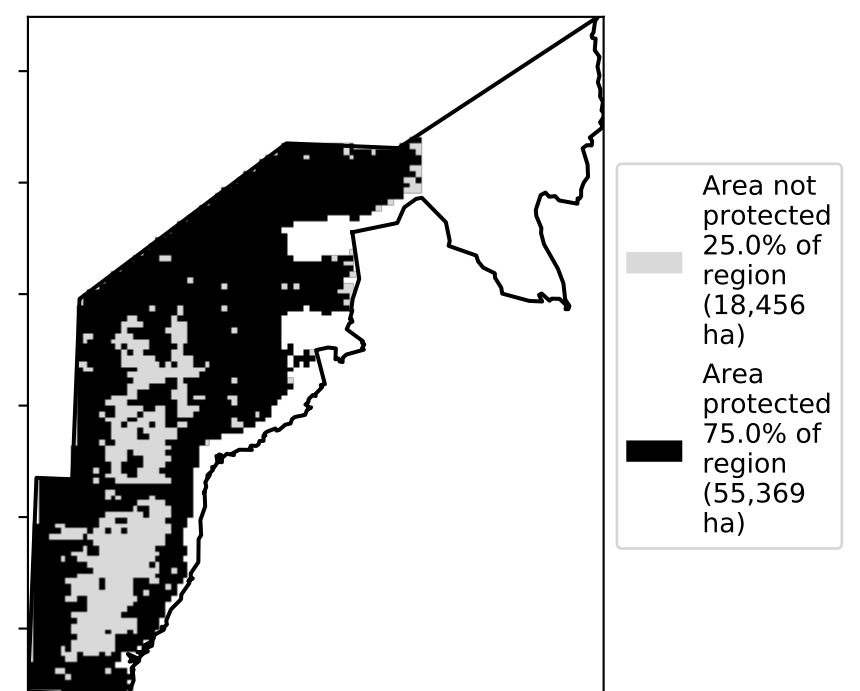 Area not
protected
25.0% of
region
(18,456
ha)
Area
protected
75.0% of
region
(55,369
ha)